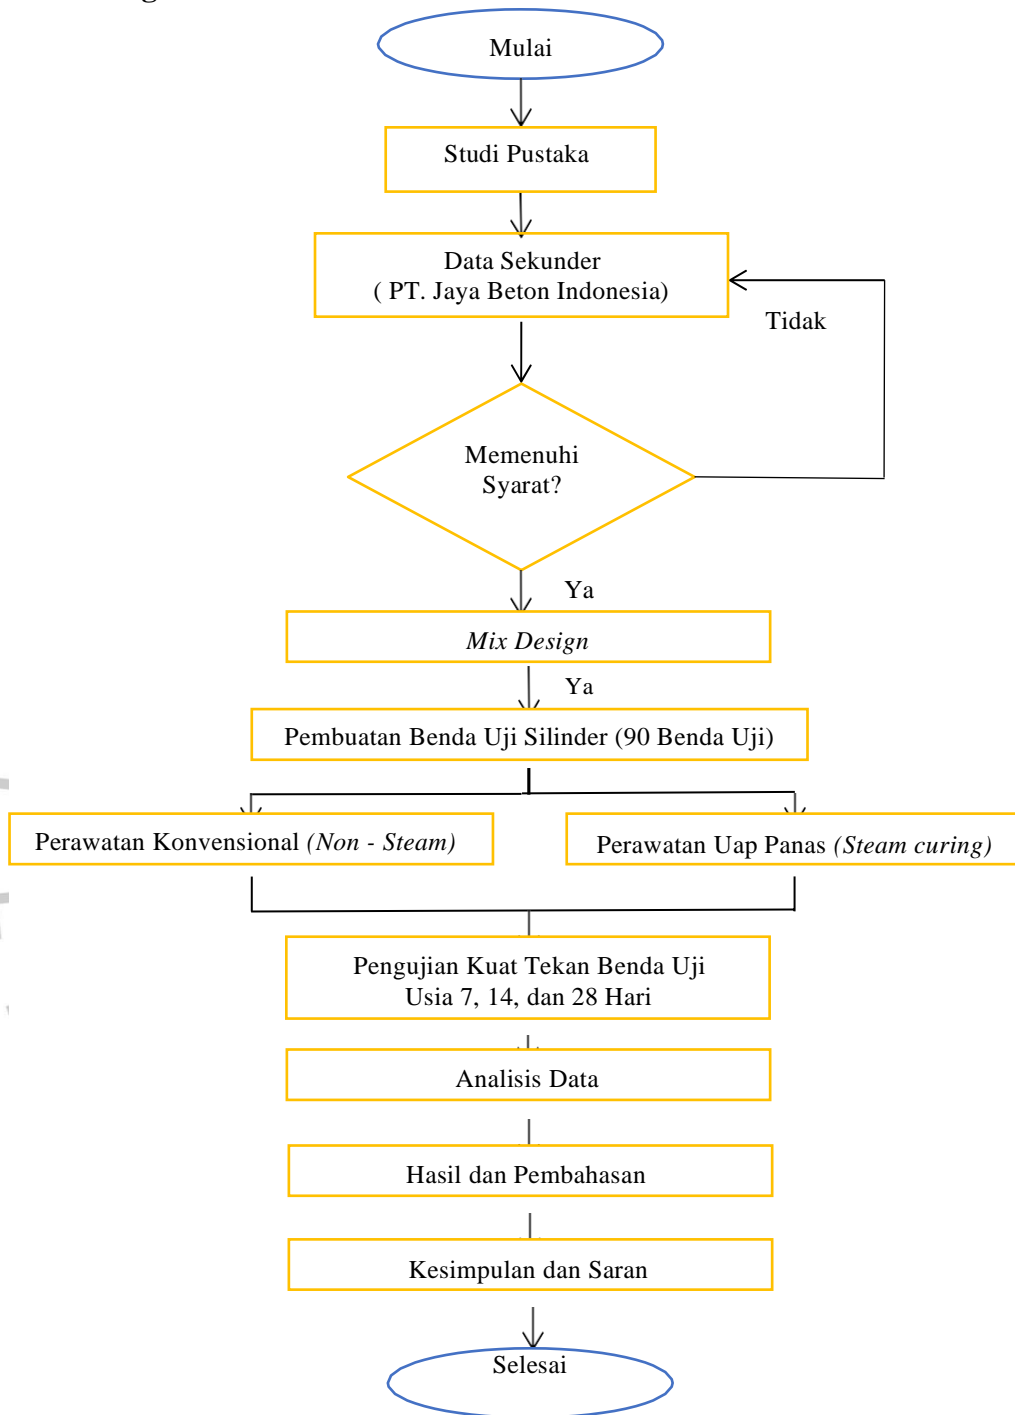 Mulai
Studi Pustaka
Data Sekunder
( PT. Jaya Beton Indonesia)
Tidak
Memenuhi
Syarat?
Ya
Mix Design
Ya
Pembuatan Benda Uji Silinder (90 Benda Uji)
Perawatan Konvensional (Non - Steam)
Perawatan Uap Panas (Steam curing)
Pengujian Kuat Tekan Benda Uji
Usia 7, 14, dan 28 Hari
Analisis Data
Hasil dan Pembahasan
Kesimpulan dan Saran
Selesai